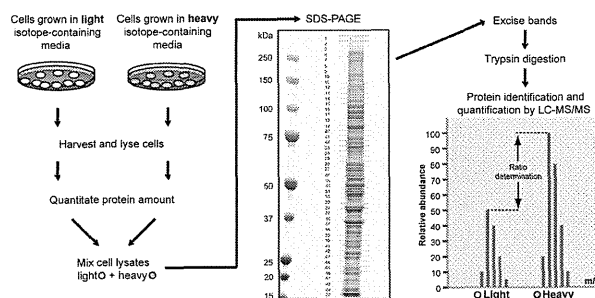 Cells grown in light
isotope-containing
media
Cells grown in heavy
isotope-containing
media
Harvest and lyse cells
Quantitate protein amount
Mix cell lysates
light + heavy
SDS-PAGE
kDa
250
150
100
75
50
37
25
20
15
Excise bands
Trypsin digestion
Protein identification and
quantification by LC-MS/MS
Relative abundance
100
90
80
70
60
50
40
30
20
10
0
Ratio
determination
Light
Heavy